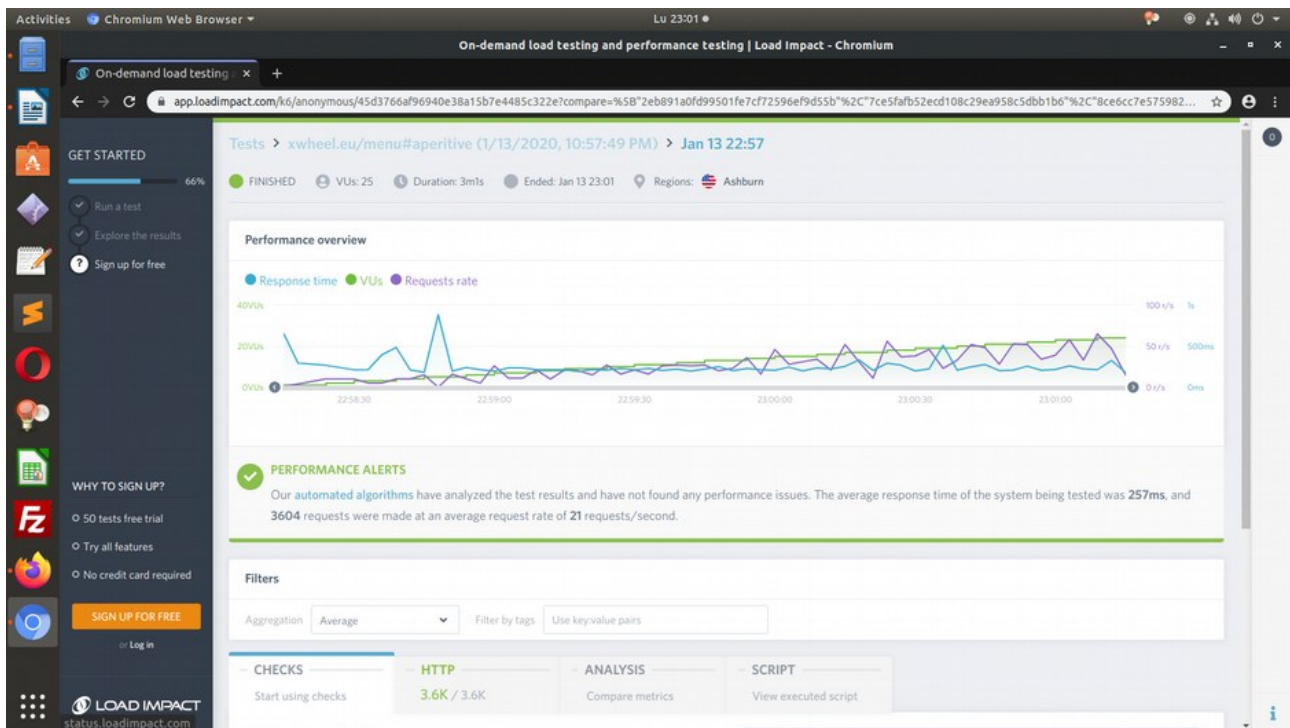 Activities Chromium Web Browser Lu 23:01
On-demand load testing and performance testing | Load Impact - Chromium
On-demand load testing
app.loadimpact.com/k6/anonymous/45d3766af96940e38a15b7e4485c322e?compare=%5B"2eb891a0fd99501fe7cf72596ef9d55b"%2C"7ce5fafb52ecd108c29ea958c5dbb1b6"%2C"8ce6cc7e575982...
GET STARTED
66%
Run a test
Explore the results
Sign up for free
WHY TO SIGN UP?
50 tests free trial
Try all features
No credit card required
SIGN UP FOR FREE
or Log in
LOAD IMPACT
status.loadimpact.com
Tests > xwheel.eu/menu#aperitive (1/13/2020, 10:57:49 PM) > Jan 13 22:57
FINISHED VUs: 25 Duration: 3m1s Ended: Jan 13 23:01 Regions: Ashburn
0
Performance overview
Response time VUs Requests rate
40VUs 100 r/s 1s
20VUs 50 r/s 500ms
0VUs 0 r/s 0ms
22:58:30 22:59:00 22:59:30 23:00:00 23:00:30 23:01:00
PERFORMANCE ALERTS
Our automated algorithms have analyzed the test results and have not found any performance issues. The average response time of the system being tested was 257ms, and
3604 requests were made at an average request rate of 21 requests/second.
Filters
Aggregation Average Filter by tags Use key:value pairs
CHECKS HTTP ANALYSIS SCRIPT
Start using checks 3.6K / 3.6K Compare metrics View executed script